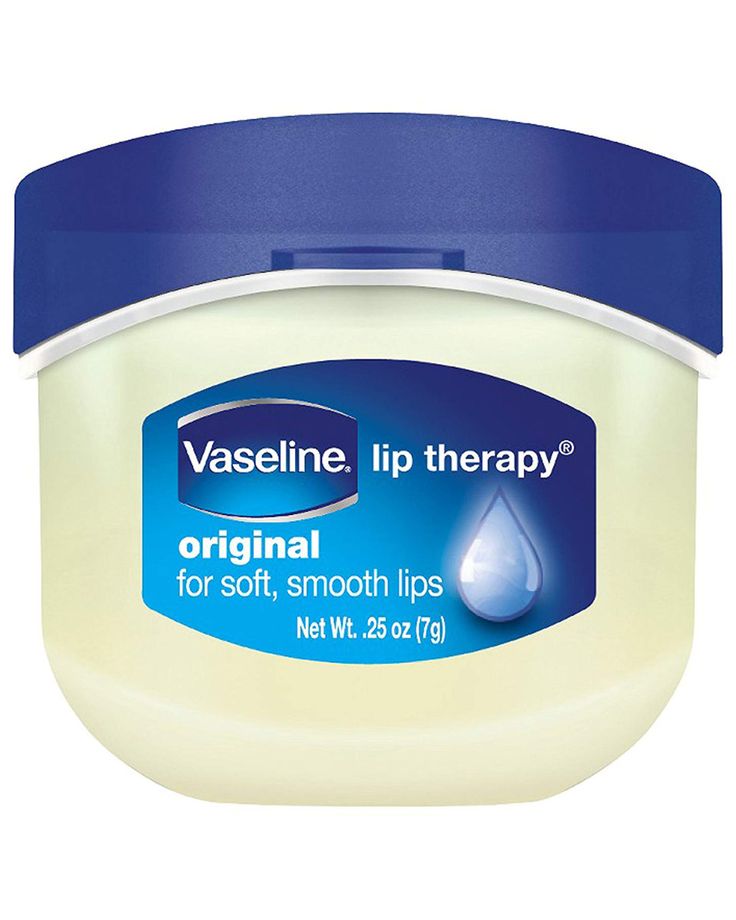 Vaseline® lip therapy®
original
for soft, smooth lips
Net Wt. .25 oz (7g)